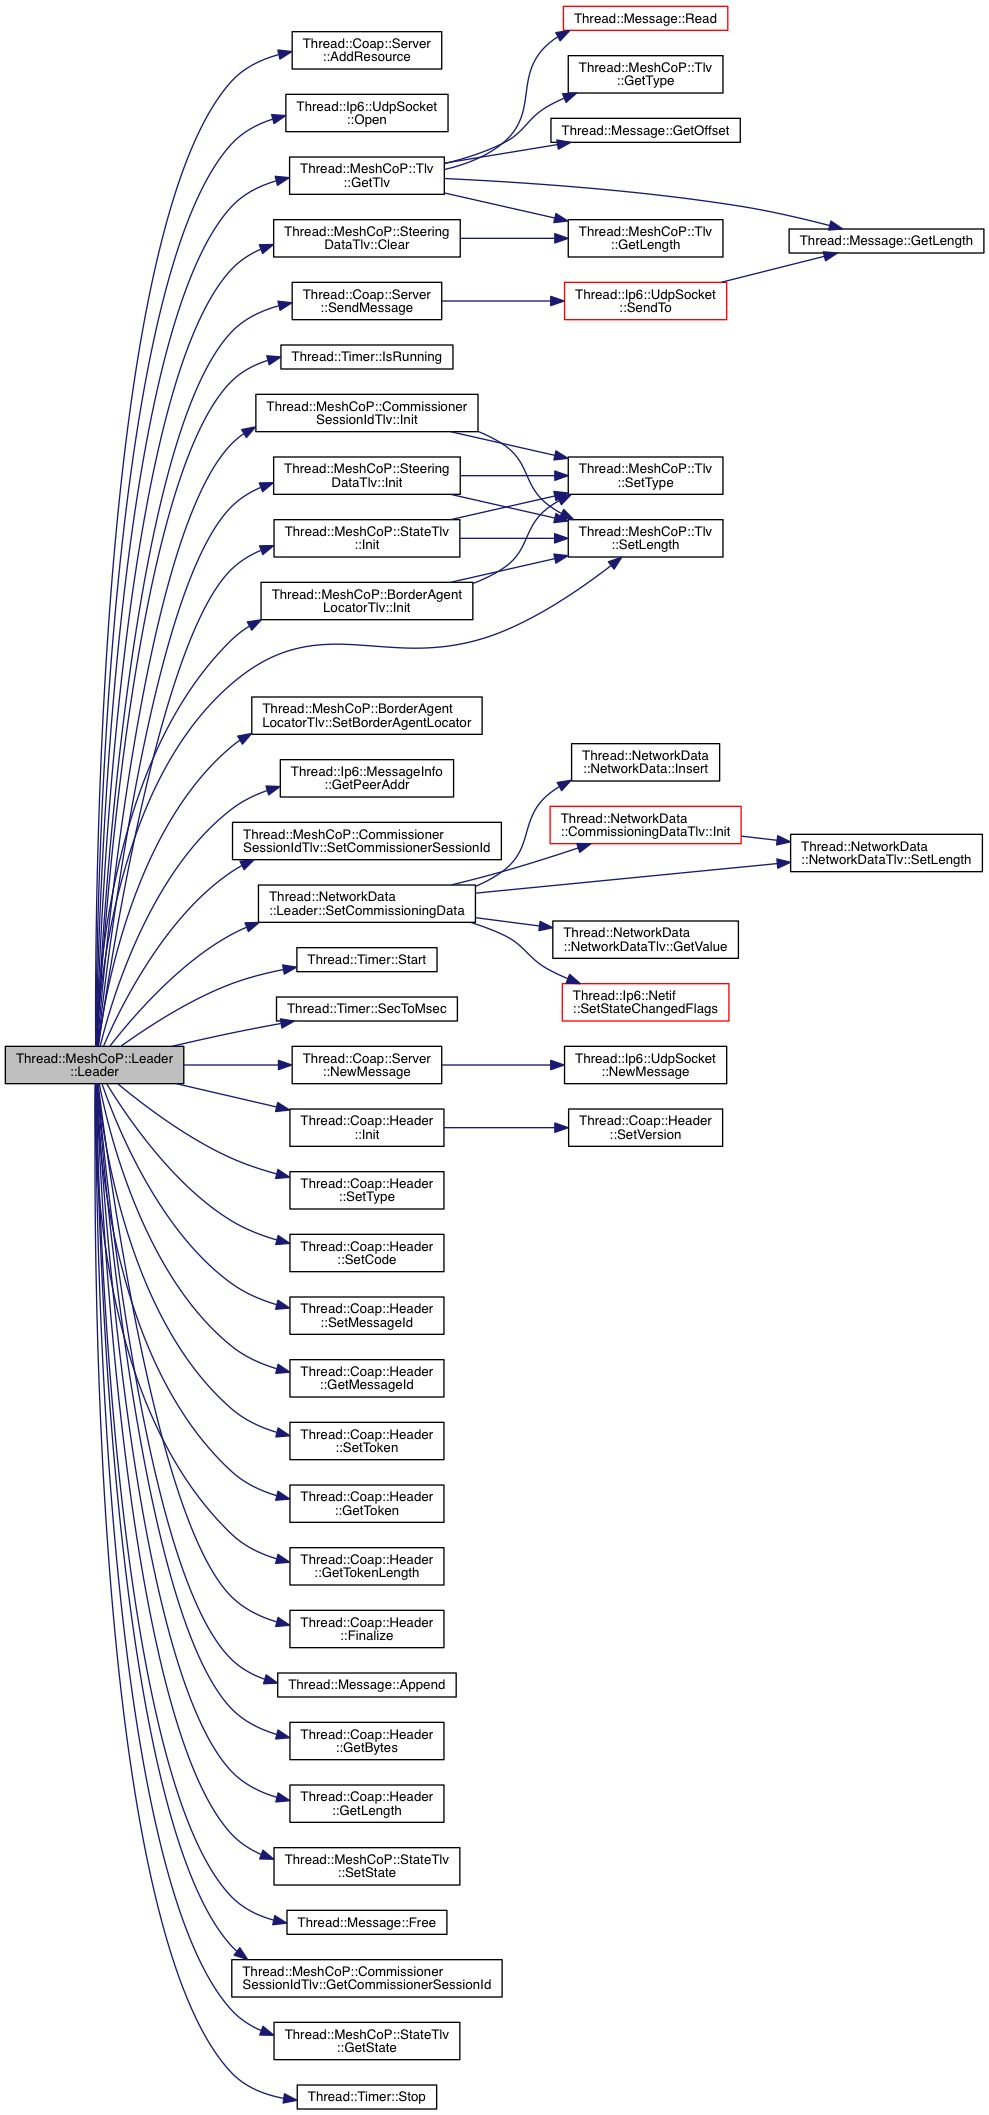 Thread::MeshCoP::Leader
::Leader
Thread::Coap::Server
::AddResource
Thread::Ip6::UdpSocket
::Open
Thread::MeshCoP::Tlv
::GetTlv
Thread::MeshCoP::Steering
DataTlv::Clear
Thread::Coap::Server
::SendMessage
Thread::Timer::IsRunning
Thread::MeshCoP::Commissioner
SessionIdTlv::Init
Thread::MeshCoP::Steering
DataTlv::Init
Thread::MeshCoP::StateTlv
::Init
Thread::MeshCoP::BorderAgent
LocatorTlv::Init
Thread::MeshCoP::BorderAgent
LocatorTlv::SetBorderAgentLocator
Thread::Ip6::MessageInfo
::GetPeerAddr
Thread::MeshCoP::Commissioner
SessionIdTlv::SetCommissionerSessionId
Thread::NetworkData
::Leader::SetCommissioningData
Thread::Timer::Start
Thread::Timer::SecToMsec
Thread::Coap::Server
::NewMessage
Thread::Coap::Header
::Init
Thread::Coap::Header
::SetType
Thread::Coap::Header
::SetCode
Thread::Coap::Header
::SetMessageId
Thread::Coap::Header
::GetMessageId
Thread::Coap::Header
::SetToken
Thread::Coap::Header
::GetToken
Thread::Coap::Header
::GetTokenLength
Thread::Coap::Header
::Finalize
Thread::Message::Append
Thread::Coap::Header
::GetBytes
Thread::Coap::Header
::GetLength
Thread::MeshCoP::StateTlv
::SetState
Thread::Message::Free
Thread::MeshCoP::Commissioner
SessionIdTlv::GetCommissionerSessionId
Thread::MeshCoP::StateTlv
::GetState
Thread::Timer::Stop
Thread::Message::Read
Thread::MeshCoP::Tlv
::GetType
Thread::Message::GetOffset
Thread::MeshCoP::Tlv
::GetLength
Thread::Ip6::UdpSocket
::SendTo
Thread::MeshCoP::Tlv
::SetType
Thread::MeshCoP::Tlv
::SetLength
Thread::NetworkData
::NetworkData::Insert
Thread::NetworkData
::CommissioningDataTlv::Init
Thread::NetworkData
::NetworkDataTlv::GetValue
Thread::Ip6::Netif
::SetStateChangedFlags
Thread::Ip6::UdpSocket
::NewMessage
Thread::Coap::Header
::SetVersion
Thread::Message::GetLength
Thread::NetworkData
::NetworkDataTlv::SetLength